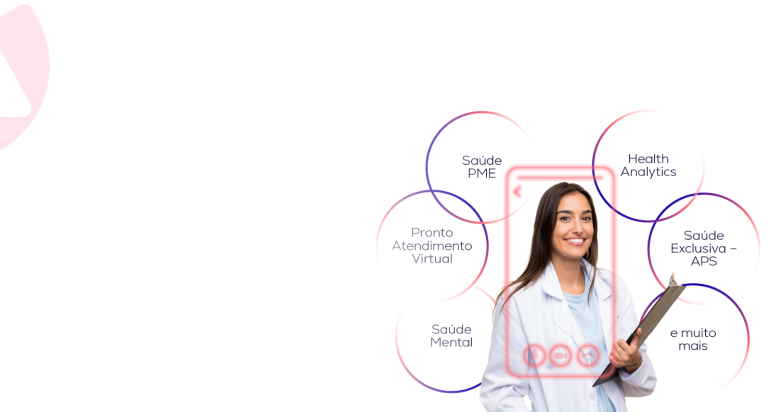 Saúde
PME
Health
Analytics
Pronto
Atendimento
Virtual
Saúde
Exclusiva –
APS
Saúde
Mental
e muito
mais